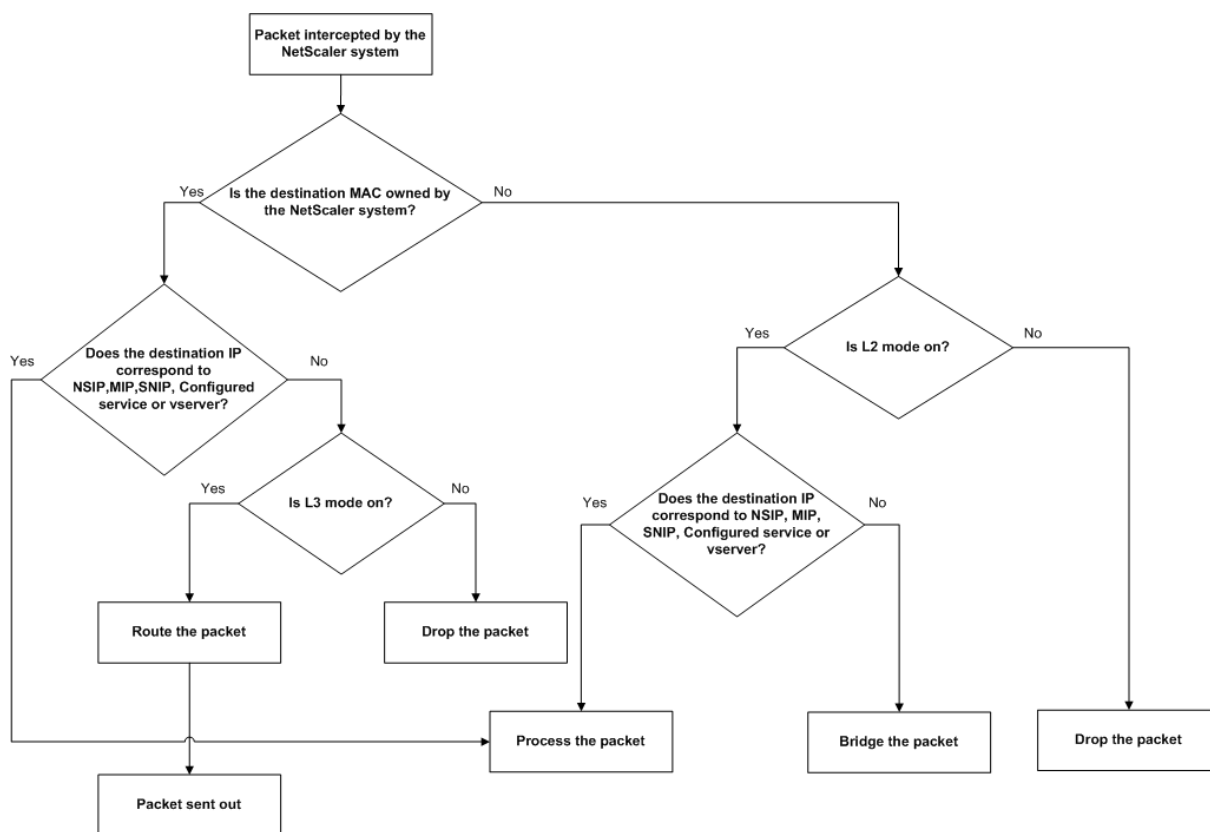 Packet intercepted by the
NetScaler system
Yes
Is the destination MAC owned by
the NetScaler system?
No
Yes
Does the destination IP
correspond to
NSIP,MIP,SNIP, Configured
service or vserver?
No
Yes
Is L2 mode on?
No
Yes
Is L3 mode on?
No
Yes
Does the destination IP
correspond to NSIP, MIP,
SNIP, Configured service or
vserver?
No
Route the packet
Drop the packet
Process the packet
Bridge the packet
Drop the packet
Packet sent out